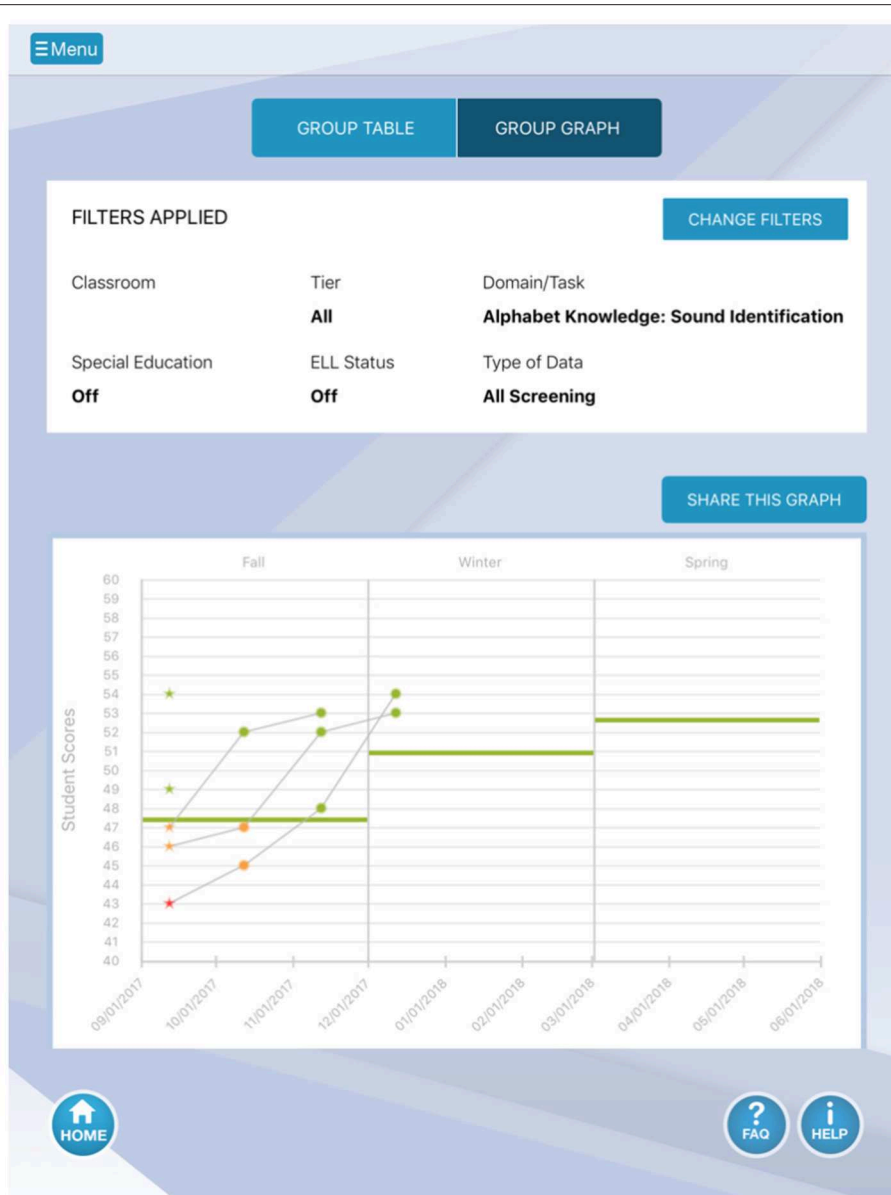 ☰Menu
GROUP TABLE GROUP GRAPH
FILTERS APPLIED CHANGE FILTERS
Classroom Tier Domain/Task
All Alphabet Knowledge: Sound Identification
Special Education ELL Status Type of Data
Off Off All Screening
SHARE THIS GRAPH
Fall Winter Spring
Student Scores
60
59
58
57
56
55
54
53
52
51
50
49
48
47
46
45
44
43
42
41
40
09/01/2017 10/01/2017 11/01/2017 12/01/2017 01/01/2018 02/01/2018 03/01/2018 04/01/2018 05/01/2018 06/01/2018
HOME ? FAQ i HELP